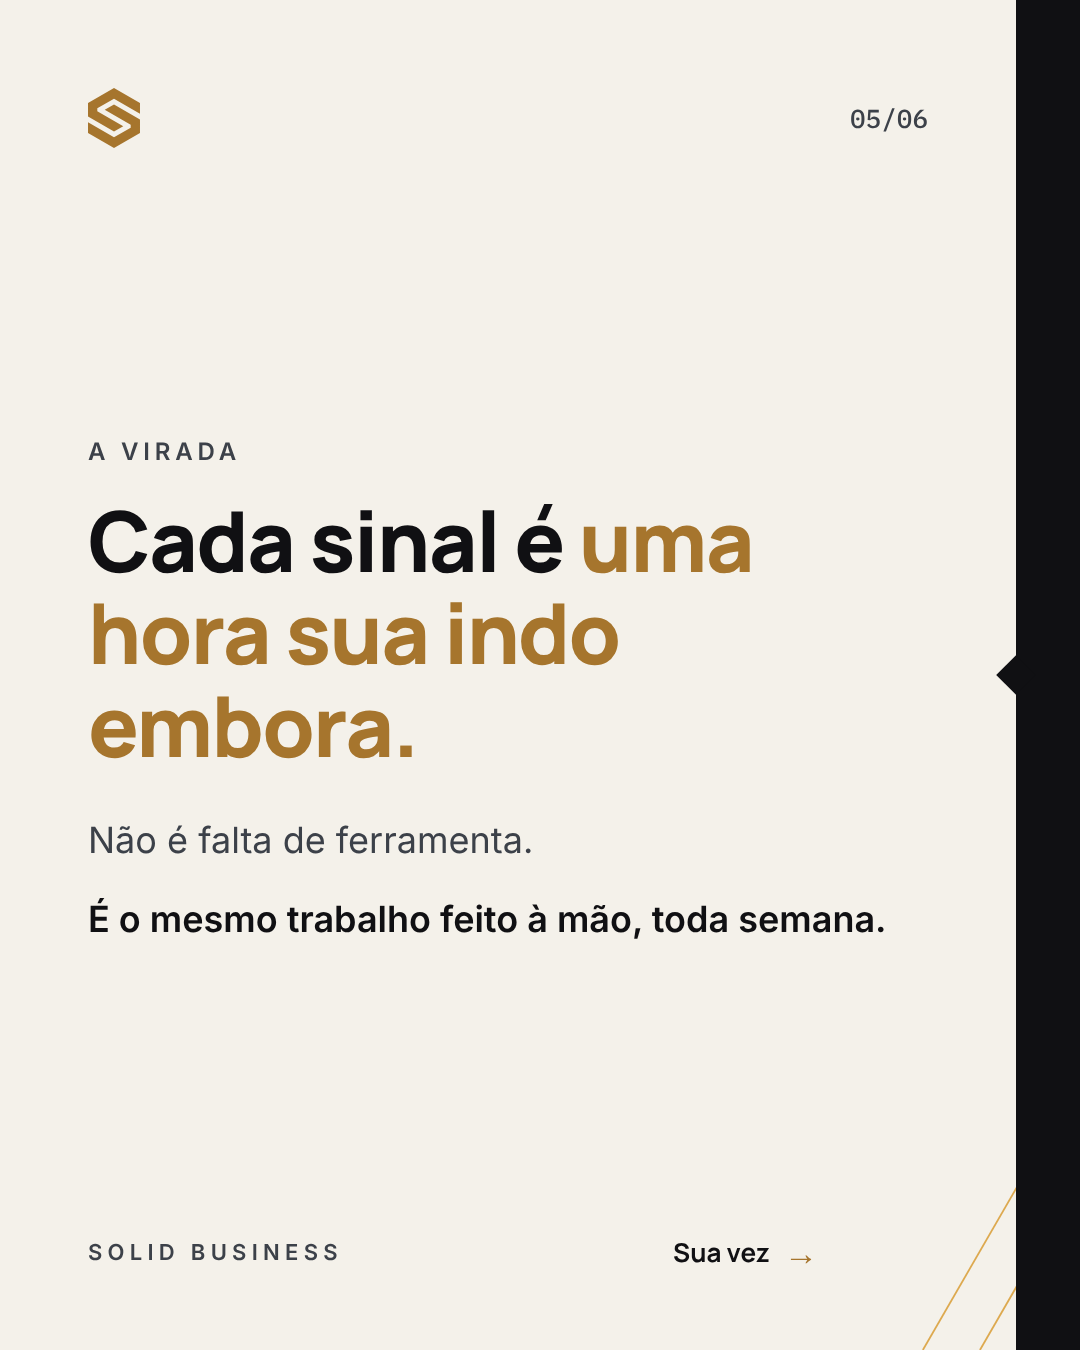 05/06
A VIRADA
Cada sinal é uma
hora sua indo
embora.
Não é falta de ferramenta.
É o mesmo trabalho feito à mão, toda semana.
SOLID BUSINESS
Sua vez →